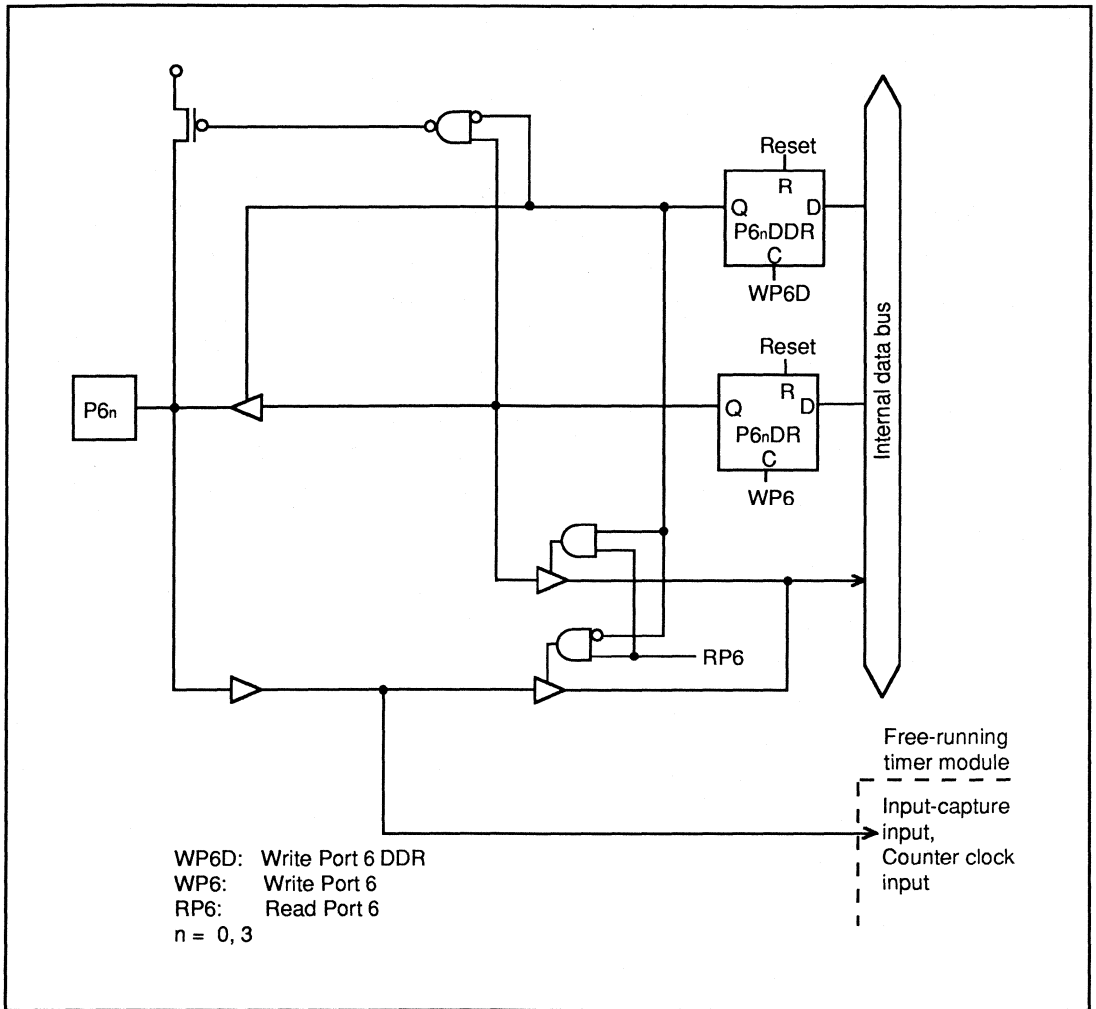 Reset
R
Q D
P6nDDR
C
WP6D
Internal data bus
Reset
R
P6n
Q D
P6nDR
C
WP6
RP6
Free-running
timer module
Input-capture
input,
Counter clock
input
WP6D: Write Port 6 DDR
WP6: Write Port 6
RP6: Read Port 6
n = 0, 3